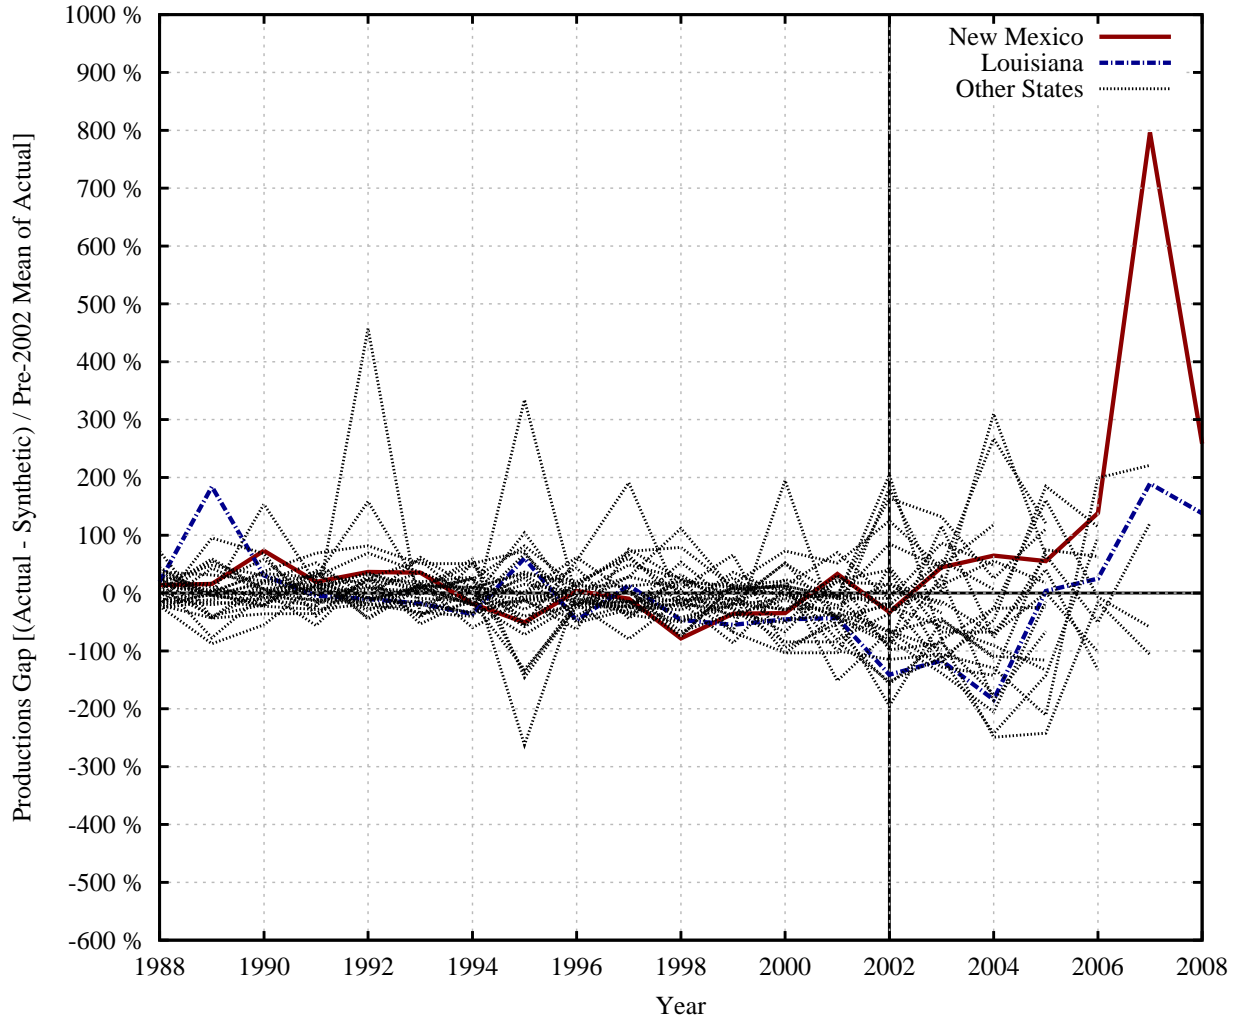 1000 %
900 %
800 %
700 %
600 %
500 %
400 %
300 %
200 %
100 %
0 %
-100 %
-200 %
-300 %
-400 %
-500 %
-600 %
Productions Gap [(Actual - Synthetic) / Pre-2002 Mean of Actual]
New Mexico
Louisiana
Other States
1988 1990 1992 1994 1996 1998 2000 2002 2004 2006 2008
Year